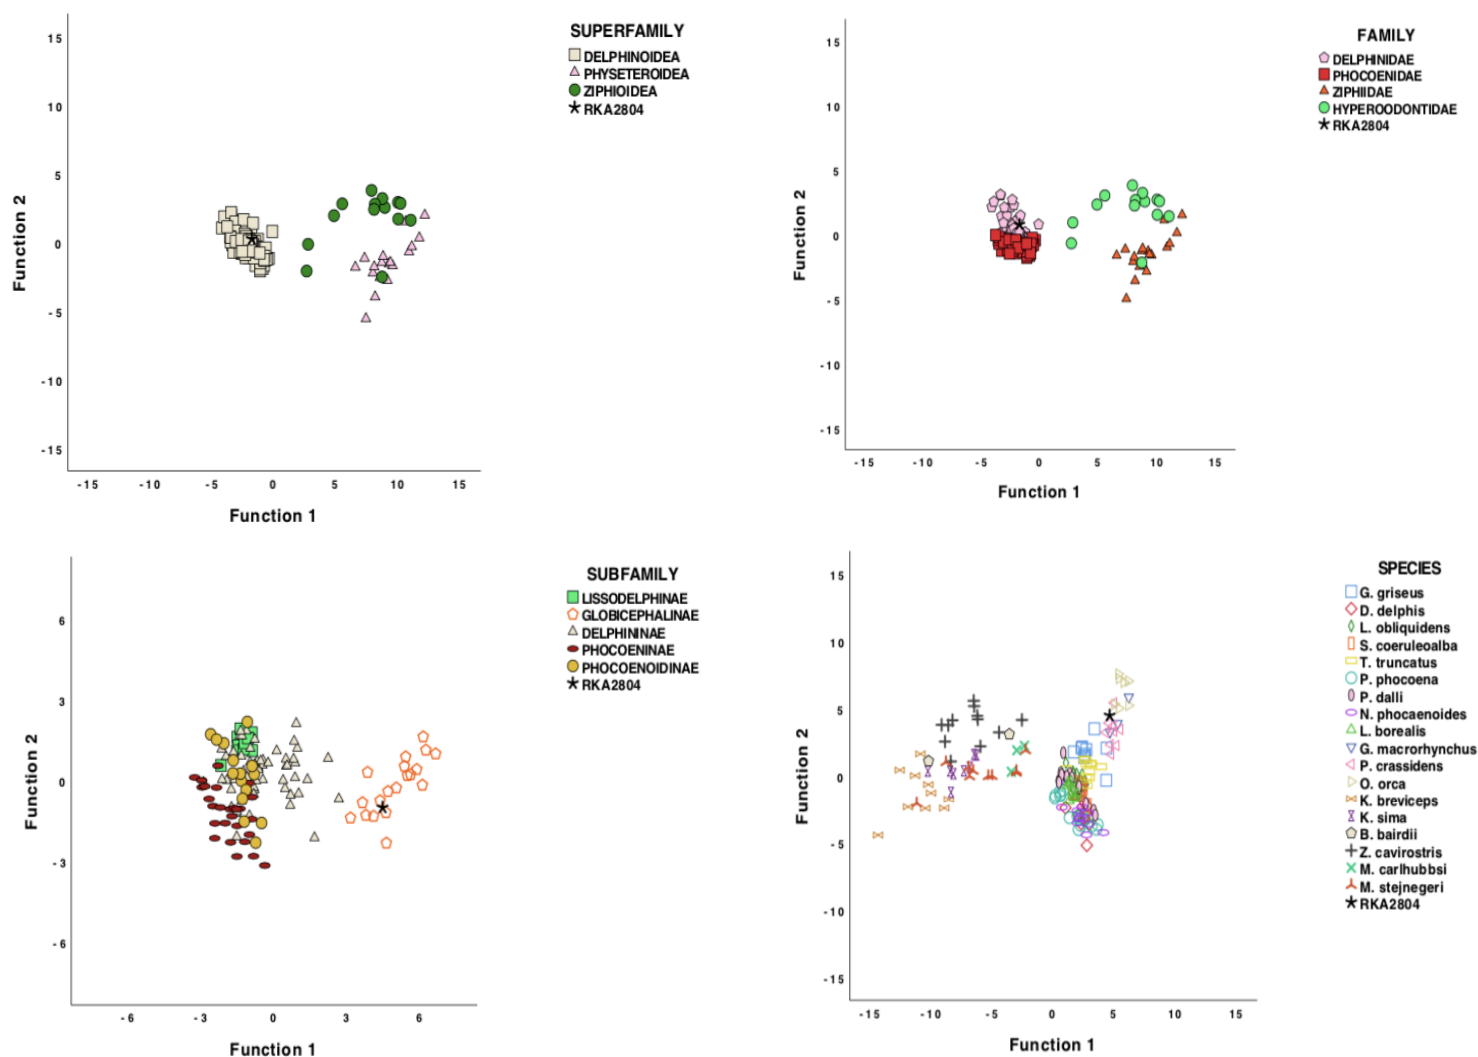 SUPERFAMILY
DELPHINOIDEA
PHYSETEROIDEA
ZIPHIOIDEA
RKA2804
15
10
5
0
-5
-10
-15
Function 2
-15 -10 -5 0 5 10 15
Function 1
FAMILY
DELPHINIDAE
PHOCOENIDAE
ZIPHIIDAE
HYPEROODONTIDAE
RKA2804
15
10
5
0
-5
-10
-15
Function 2
-15 -10 -5 0 5 10 15
Function 1
SUBFAMILY
LISSODELPHINAE
GLOBICEPHALINAE
DELPHININAE
PHOCOENINAE
PHOCOENOIDINAE
RKA2804
6
3
0
-3
-6
Function 2
-6 -3 0 3 6
Function 1
SPECIES
G. griseus
D. delphis
L. obliquidens
S. coeruleoalba
T. truncatus
P. phocoena
P. dalli
N. phocaenoides
L. borealis
G. macrorhynchus
P. crassidens
O. orca
K. breviceps
K. sima
B. bairdii
Z. cavirostris
M. carlhubbsi
M. stejnegeri
RKA2804
15
10
5
0
-5
-10
-15
Function 2
-15 -10 -5 0 5 10 15
Function 1